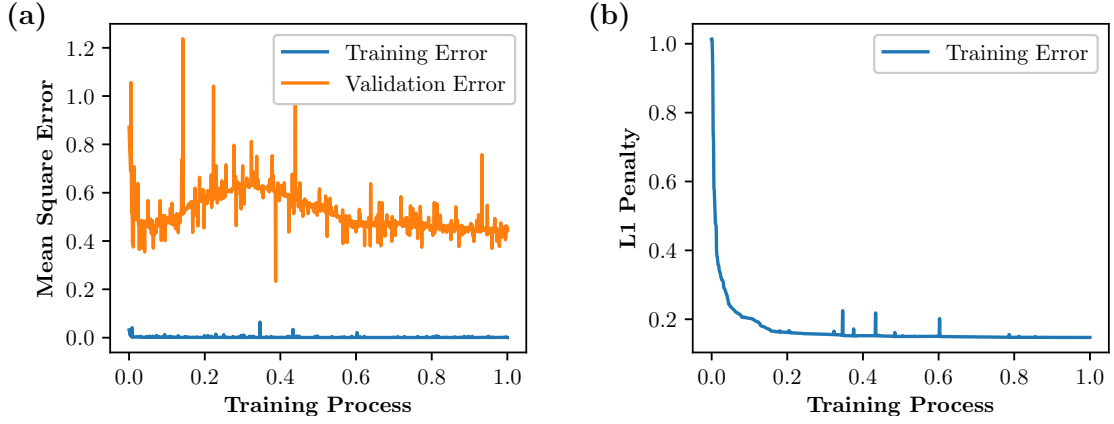 (a)
Mean Square Error
1.2
1.0
0.8
0.6
0.4
0.2
0.0
Training Error
Validation Error
0.0 0.2 0.4 0.6 0.8 1.0
Training Process
(b)
L1 Penalty
1.0
0.8
0.6
0.4
0.2
Training Error
0.0 0.2 0.4 0.6 0.8 1.0
Training Process